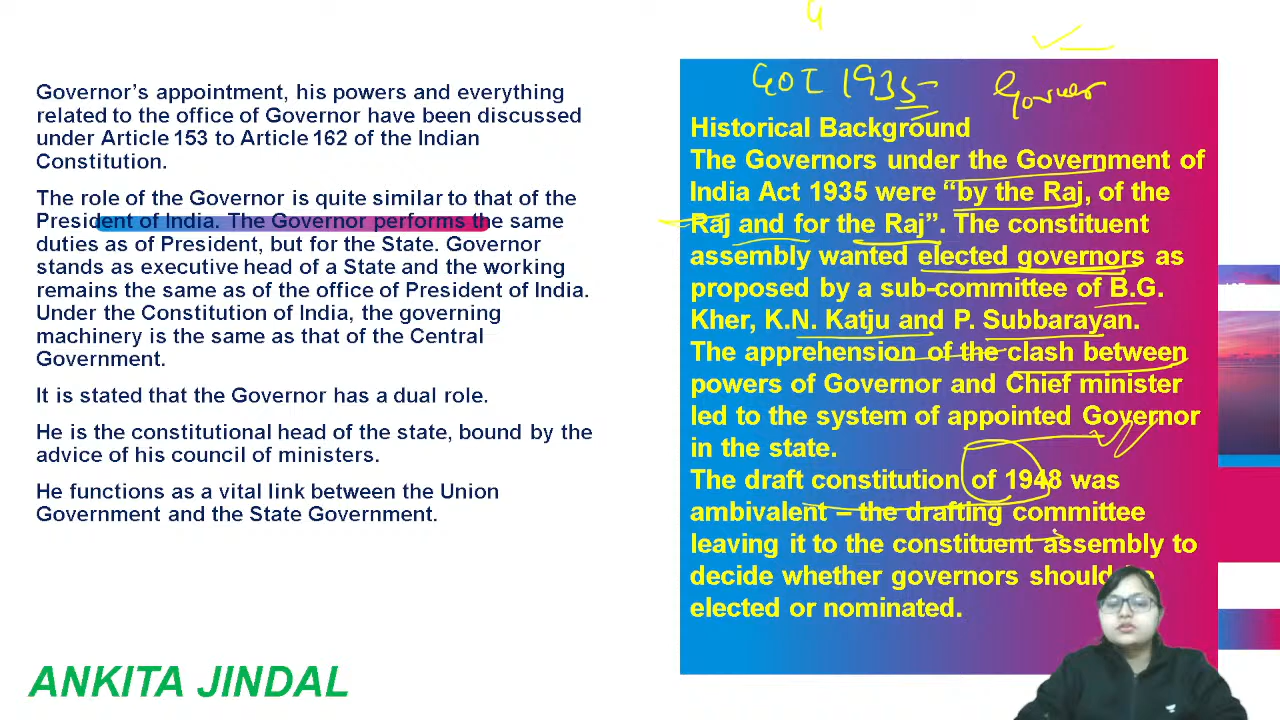 Governor's appointment, his powers and everything
related to the office of Governor have been discussed
under Article 153 to Article 162 of the Indian
Constitution.
The role of the Governor is quite similar to that of the
President of India. The Governor performs the same
duties as of President, but for the State. Governor
stands as executive head of a State and the working
remains the same as of the office of President of India.
Under the Constitution of India, the governing
machinery is the same as that of the Central
Government.
It is stated that the Governor has a dual role.
He is the constitutional head of the state, bound by the
advice of his council of ministers.
He functions as a vital link between the Union
Government and the State Government.
ANKITA JINDAL
GOI 1935 Governor
Historical Background
The Governors under the Government of
India Act 1935 were “by the Raj, of the
Raj and for the Raj”. The constituent
assembly wanted elected governors as
proposed by a sub-committee of B.G.
Kher, K.N. Katju and P. Subbarayan.
The apprehension of the clash between
powers of Governor and Chief minister
led to the system of appointed Governor
in the state.
The draft constitution of 1948 was
ambivalent – the drafting committee
leaving it to the constituent assembly to
decide whether governors should be
elected or nominated.